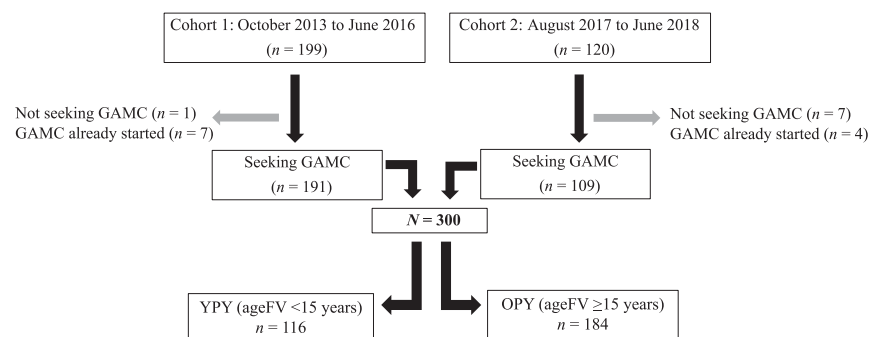 Cohort 1: October 2013 to June 2016
(n = 199)
Cohort 2: August 2017 to June 2018
(n = 120)
Not seeking GAMC (n = 1)
GAMC already started (n = 7)
Not seeking GAMC (n = 7)
GAMC already started (n = 4)
Seeking GAMC
(n = 191)
Seeking GAMC
(n = 109)
N = 300
YPY (ageFV <15 years)
n = 116
OPY (ageFV ≥15 years)
n = 184